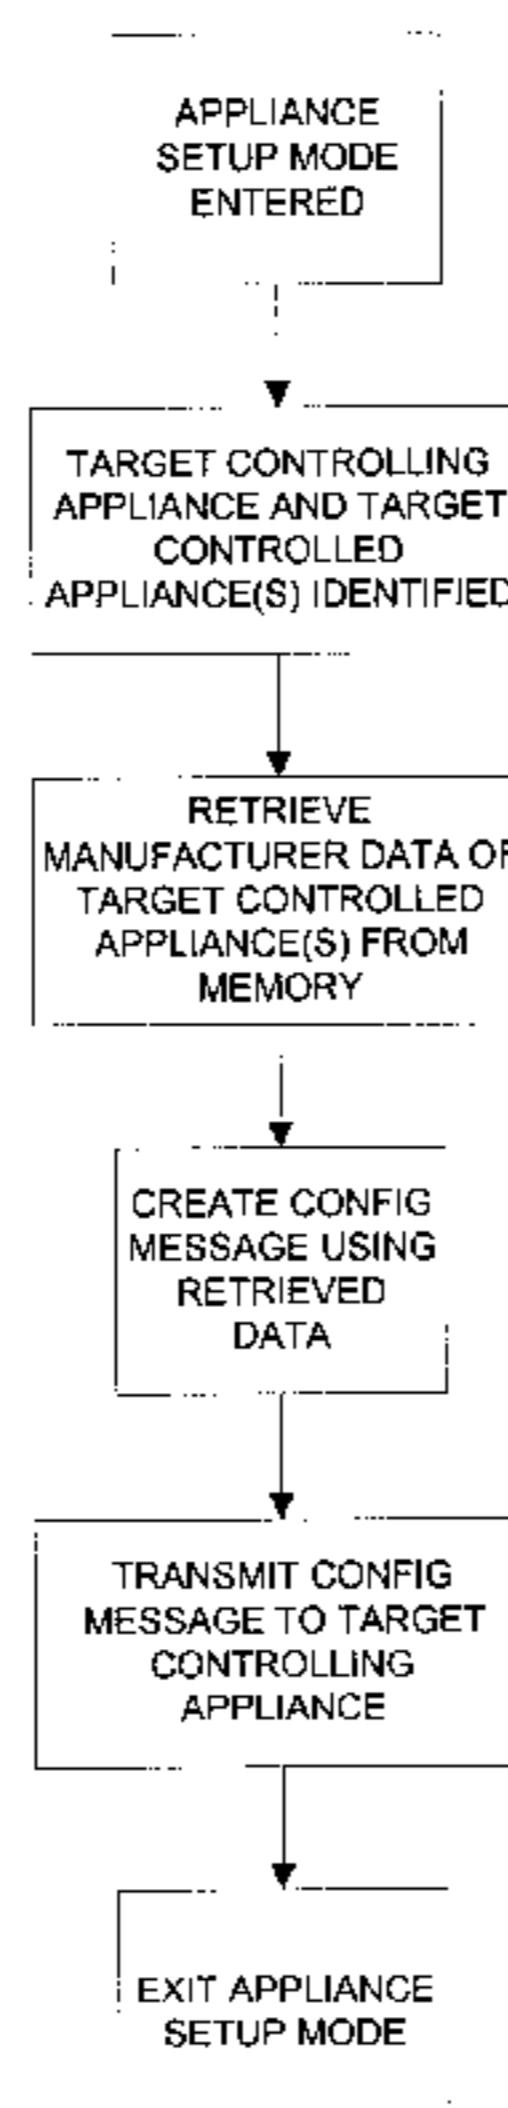 APPLIANCE
SETUP MODE
ENTERED
TARGET CONTROLLING
APPLIANCE AND TARGET
CONTROLLED
APPLIANCE(S) IDENTIFIED
RETRIEVE
MANUFACTURER DATA OF
TARGET CONTROLLED
APPLIANCE(S) FROM
MEMORY
CREATE CONFIG
MESSAGE USING
RETRIEVED
DATA
TRANSMIT CONFIG
MESSAGE TO TARGET
CONTROLLING
APPLIANCE
EXIT APPLIANCE
SETUP MODE